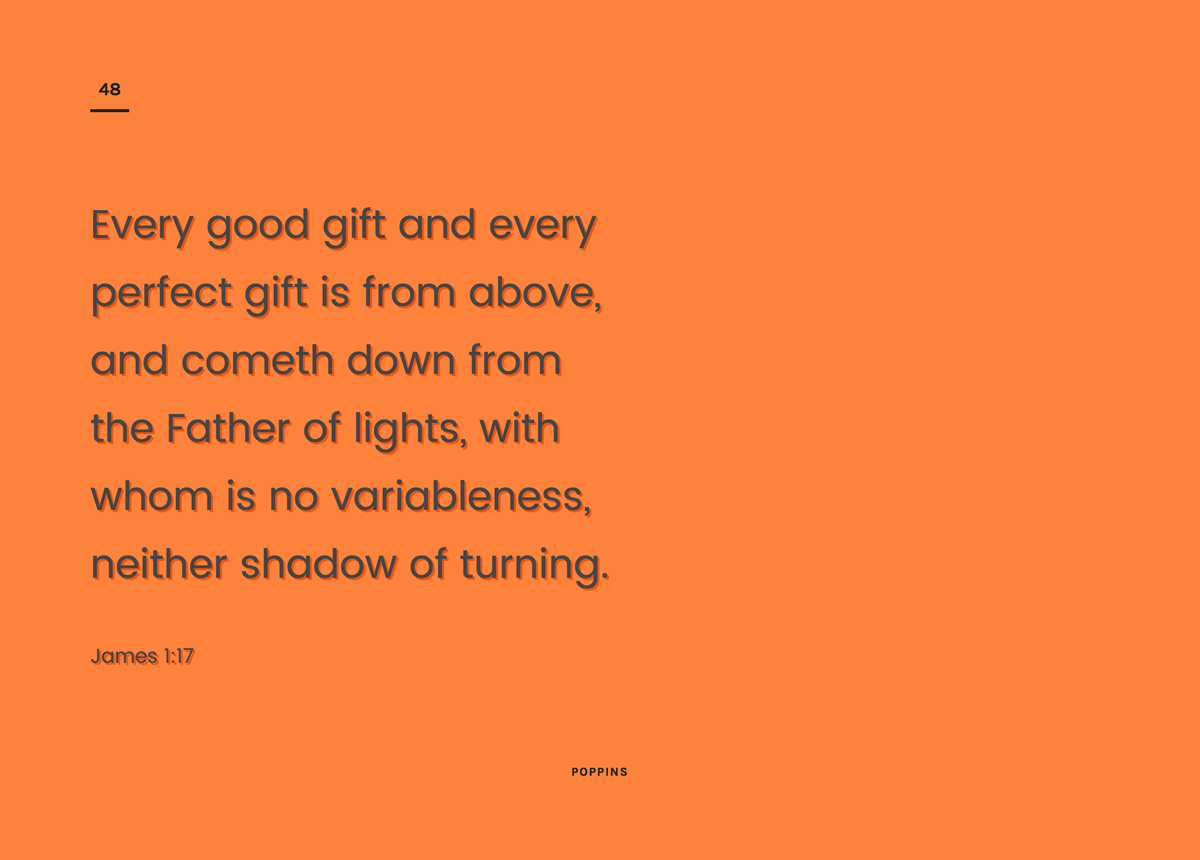 48
Every good gift and every
perfect gift is from above,
and cometh down from
the Father of lights, with
whom is no variableness,
neither shadow of turning.
James 1:17
POPPINS